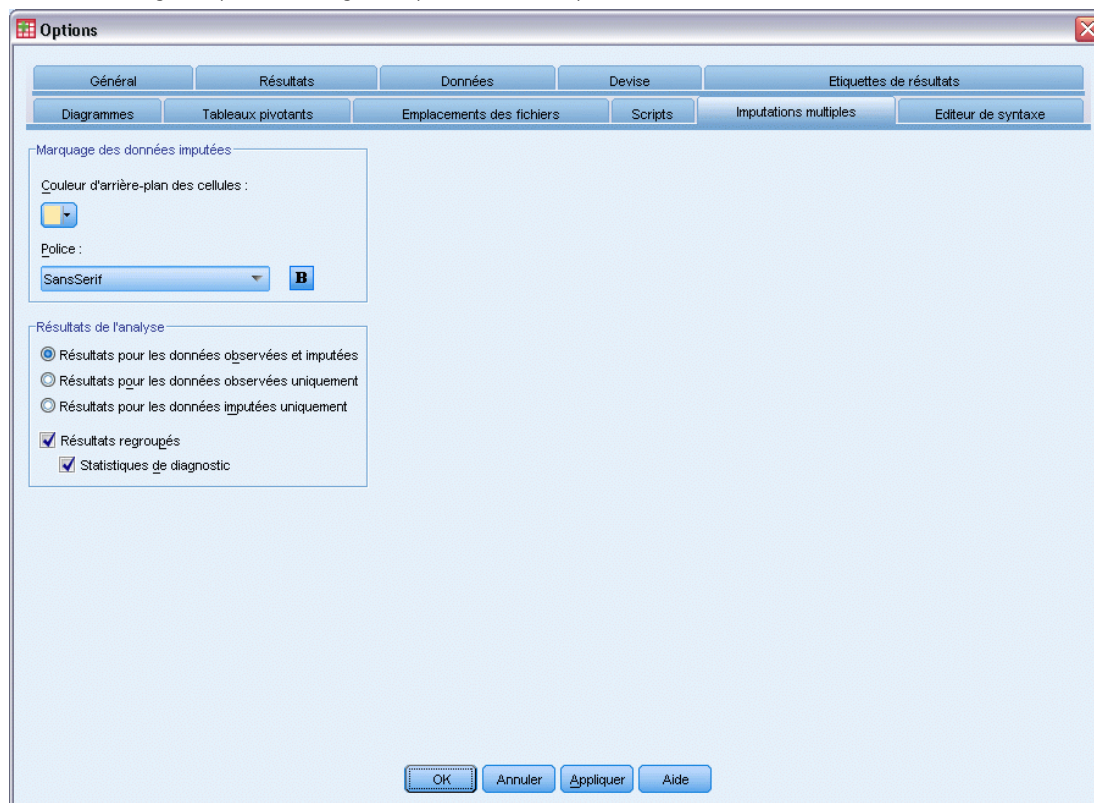 Options
Général Résultats Données Devise Etiquettes de résultats
Diagrammes Tableaux pivotants Emplacements des fichiers Scripts Imputations multiples Editeur de syntaxe
Marquage des données imputées
Couleur d'arrière-plan des cellules :
Police :
SansSerif B
Résultats de l'analyse
Résultats pour les données observées et imputées
Résultats pour les données observées uniquement
Résultats pour les données imputées uniquement
Résultats regroupés
Statistiques de diagnostic
OK Annuler Appliquer Aide